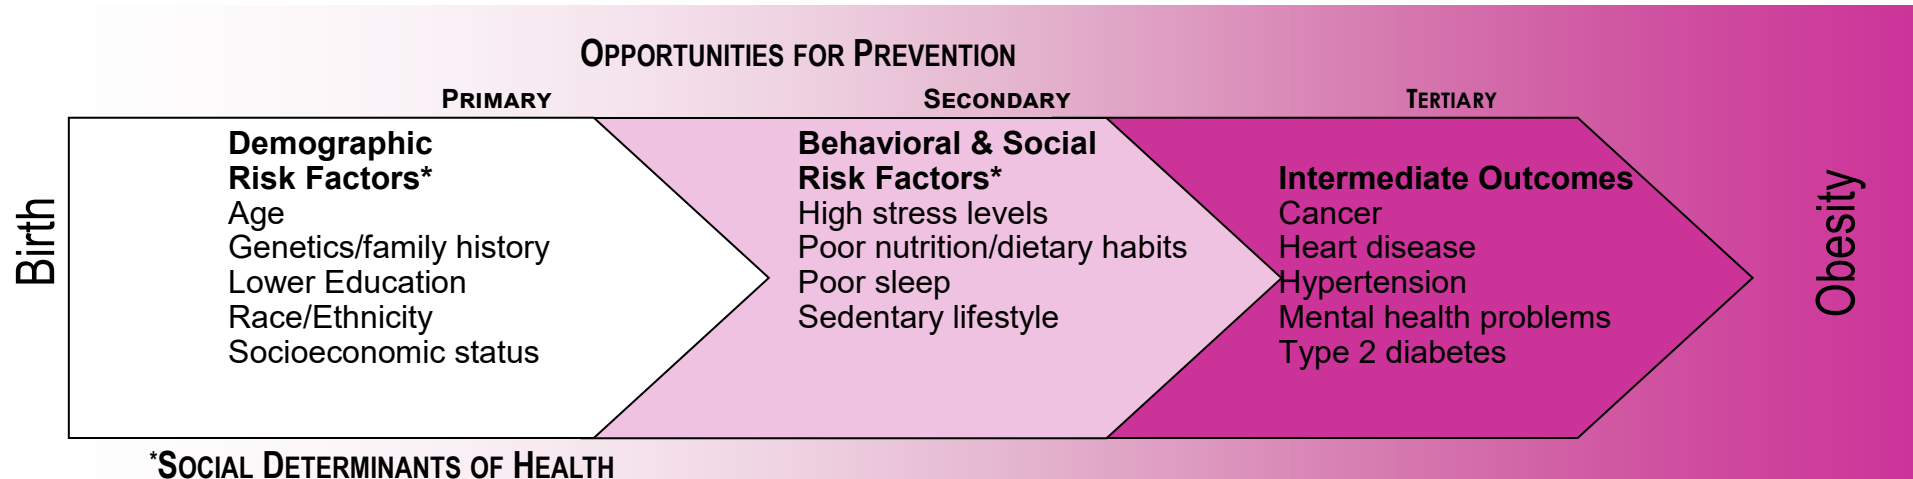 OPPORTUNITIES FOR PREVENTION
PRIMARY
SECONDARY
TERTIARY
Birth
Demographic
Risk Factors*
Age
Genetics/family history
Lower Education
Race/Ethnicity
Socioeconomic status
Behavioral & Social
Risk Factors*
High stress levels
Poor nutrition/dietary habits
Poor sleep
Sedentary lifestyle
Intermediate Outcomes
Cancer
Heart disease
Hypertension
Mental health problems
Type 2 diabetes
Obesity
*SOCIAL DETERMINANTS OF HEALTH